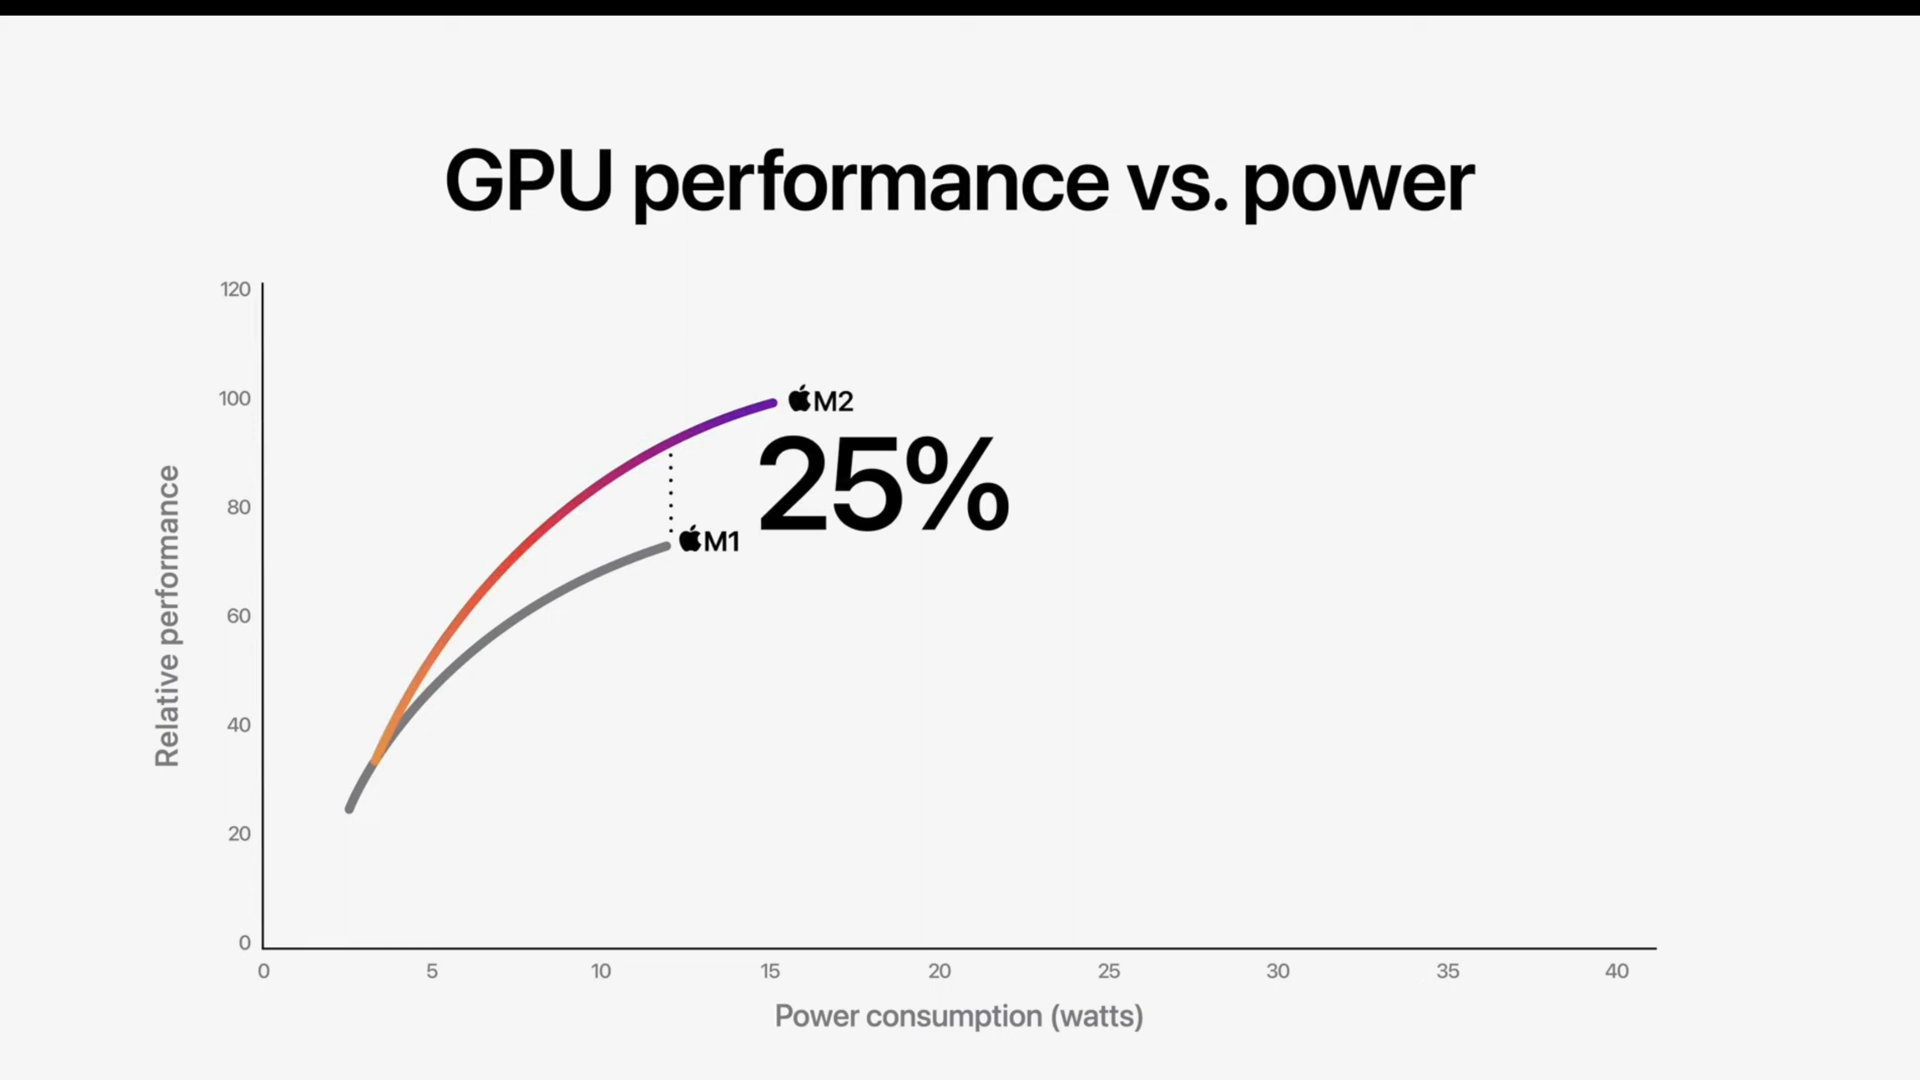 GPU performance vs. power
120
100
80
60
40
20
0
Relative performance
M2
25%
M1
0 5 10 15 20 25 30 35 40
Power consumption (watts)